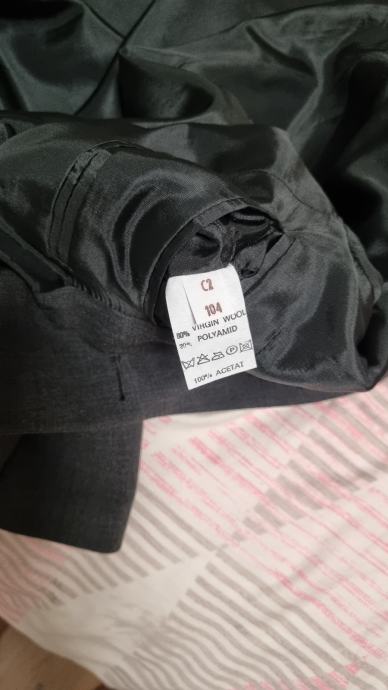 C2
104
80% VIRGIN WOOL
20% POLYAMID
P
100% ACETAT